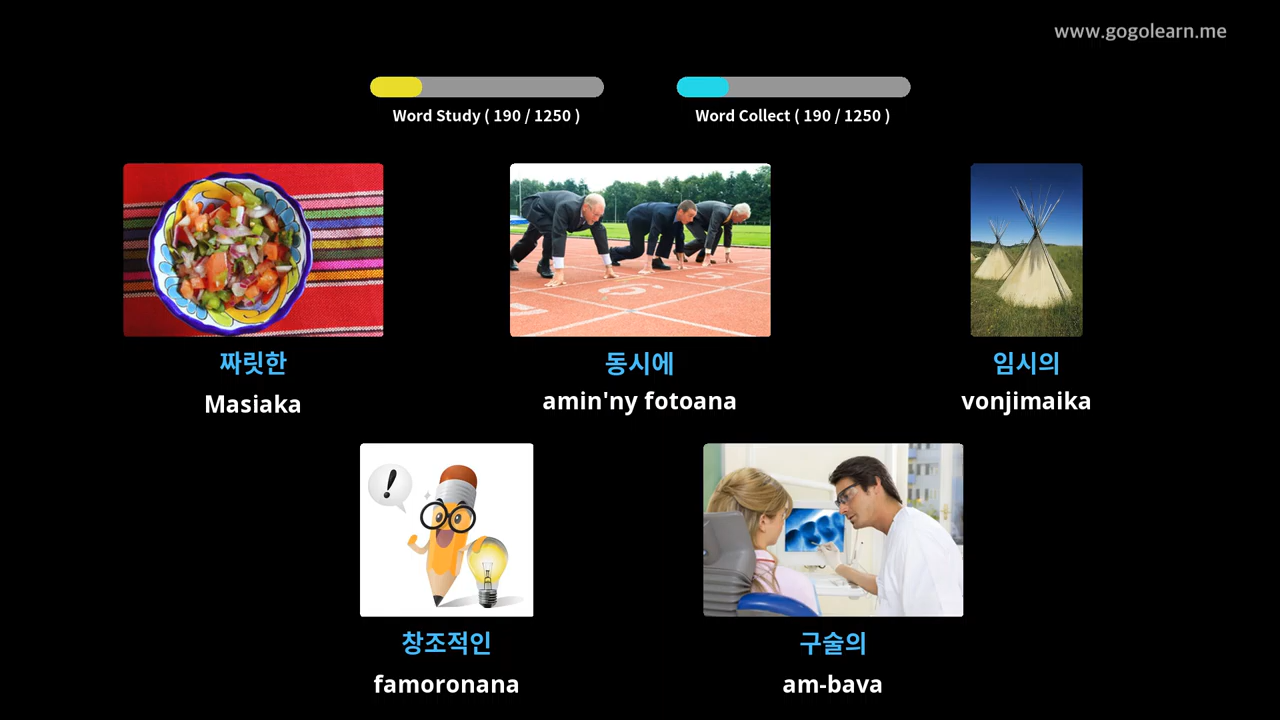 www.gogolearn.me
Word Study ( 190 / 1250 )
Word Collect ( 190 / 1250 )
짜릿한
Masiaka
동시에
amin'ny fotoana
임시의
vonjimaika
!
창조적인
famoronana
구술의
am-bava